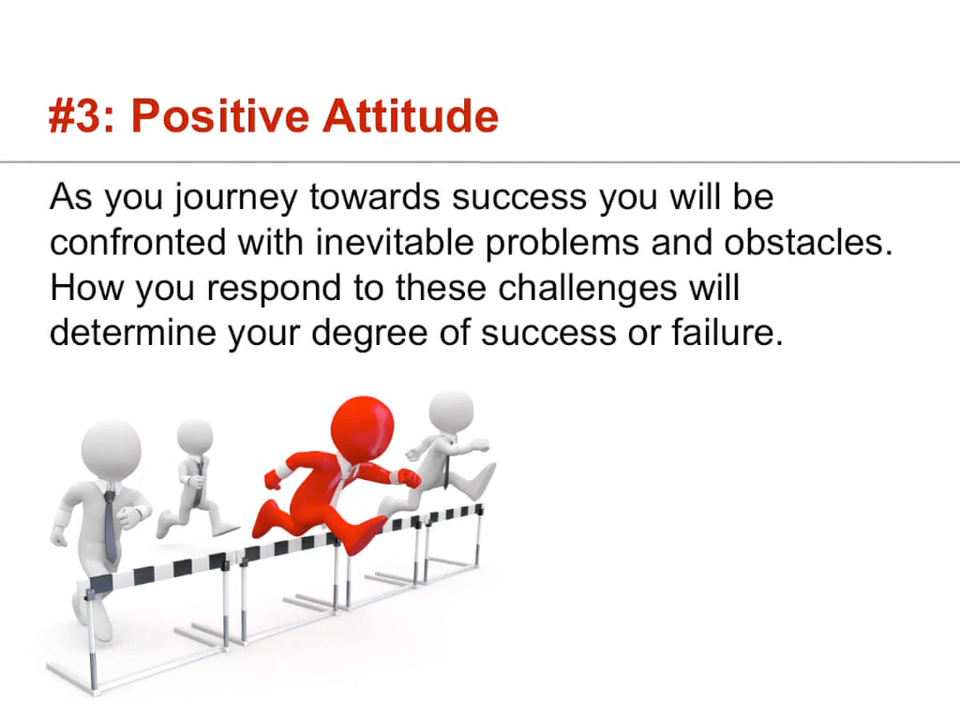 #3: Positive Attitude
As you journey towards success you will be
confronted with inevitable problems and obstacles.
How you respond to these challenges will
determine your degree of success or failure.